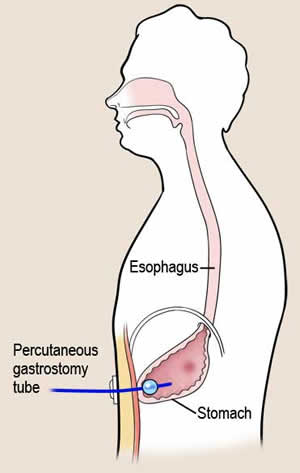 Esophagus
Percutaneous
gastrostomy
tube
Stomach